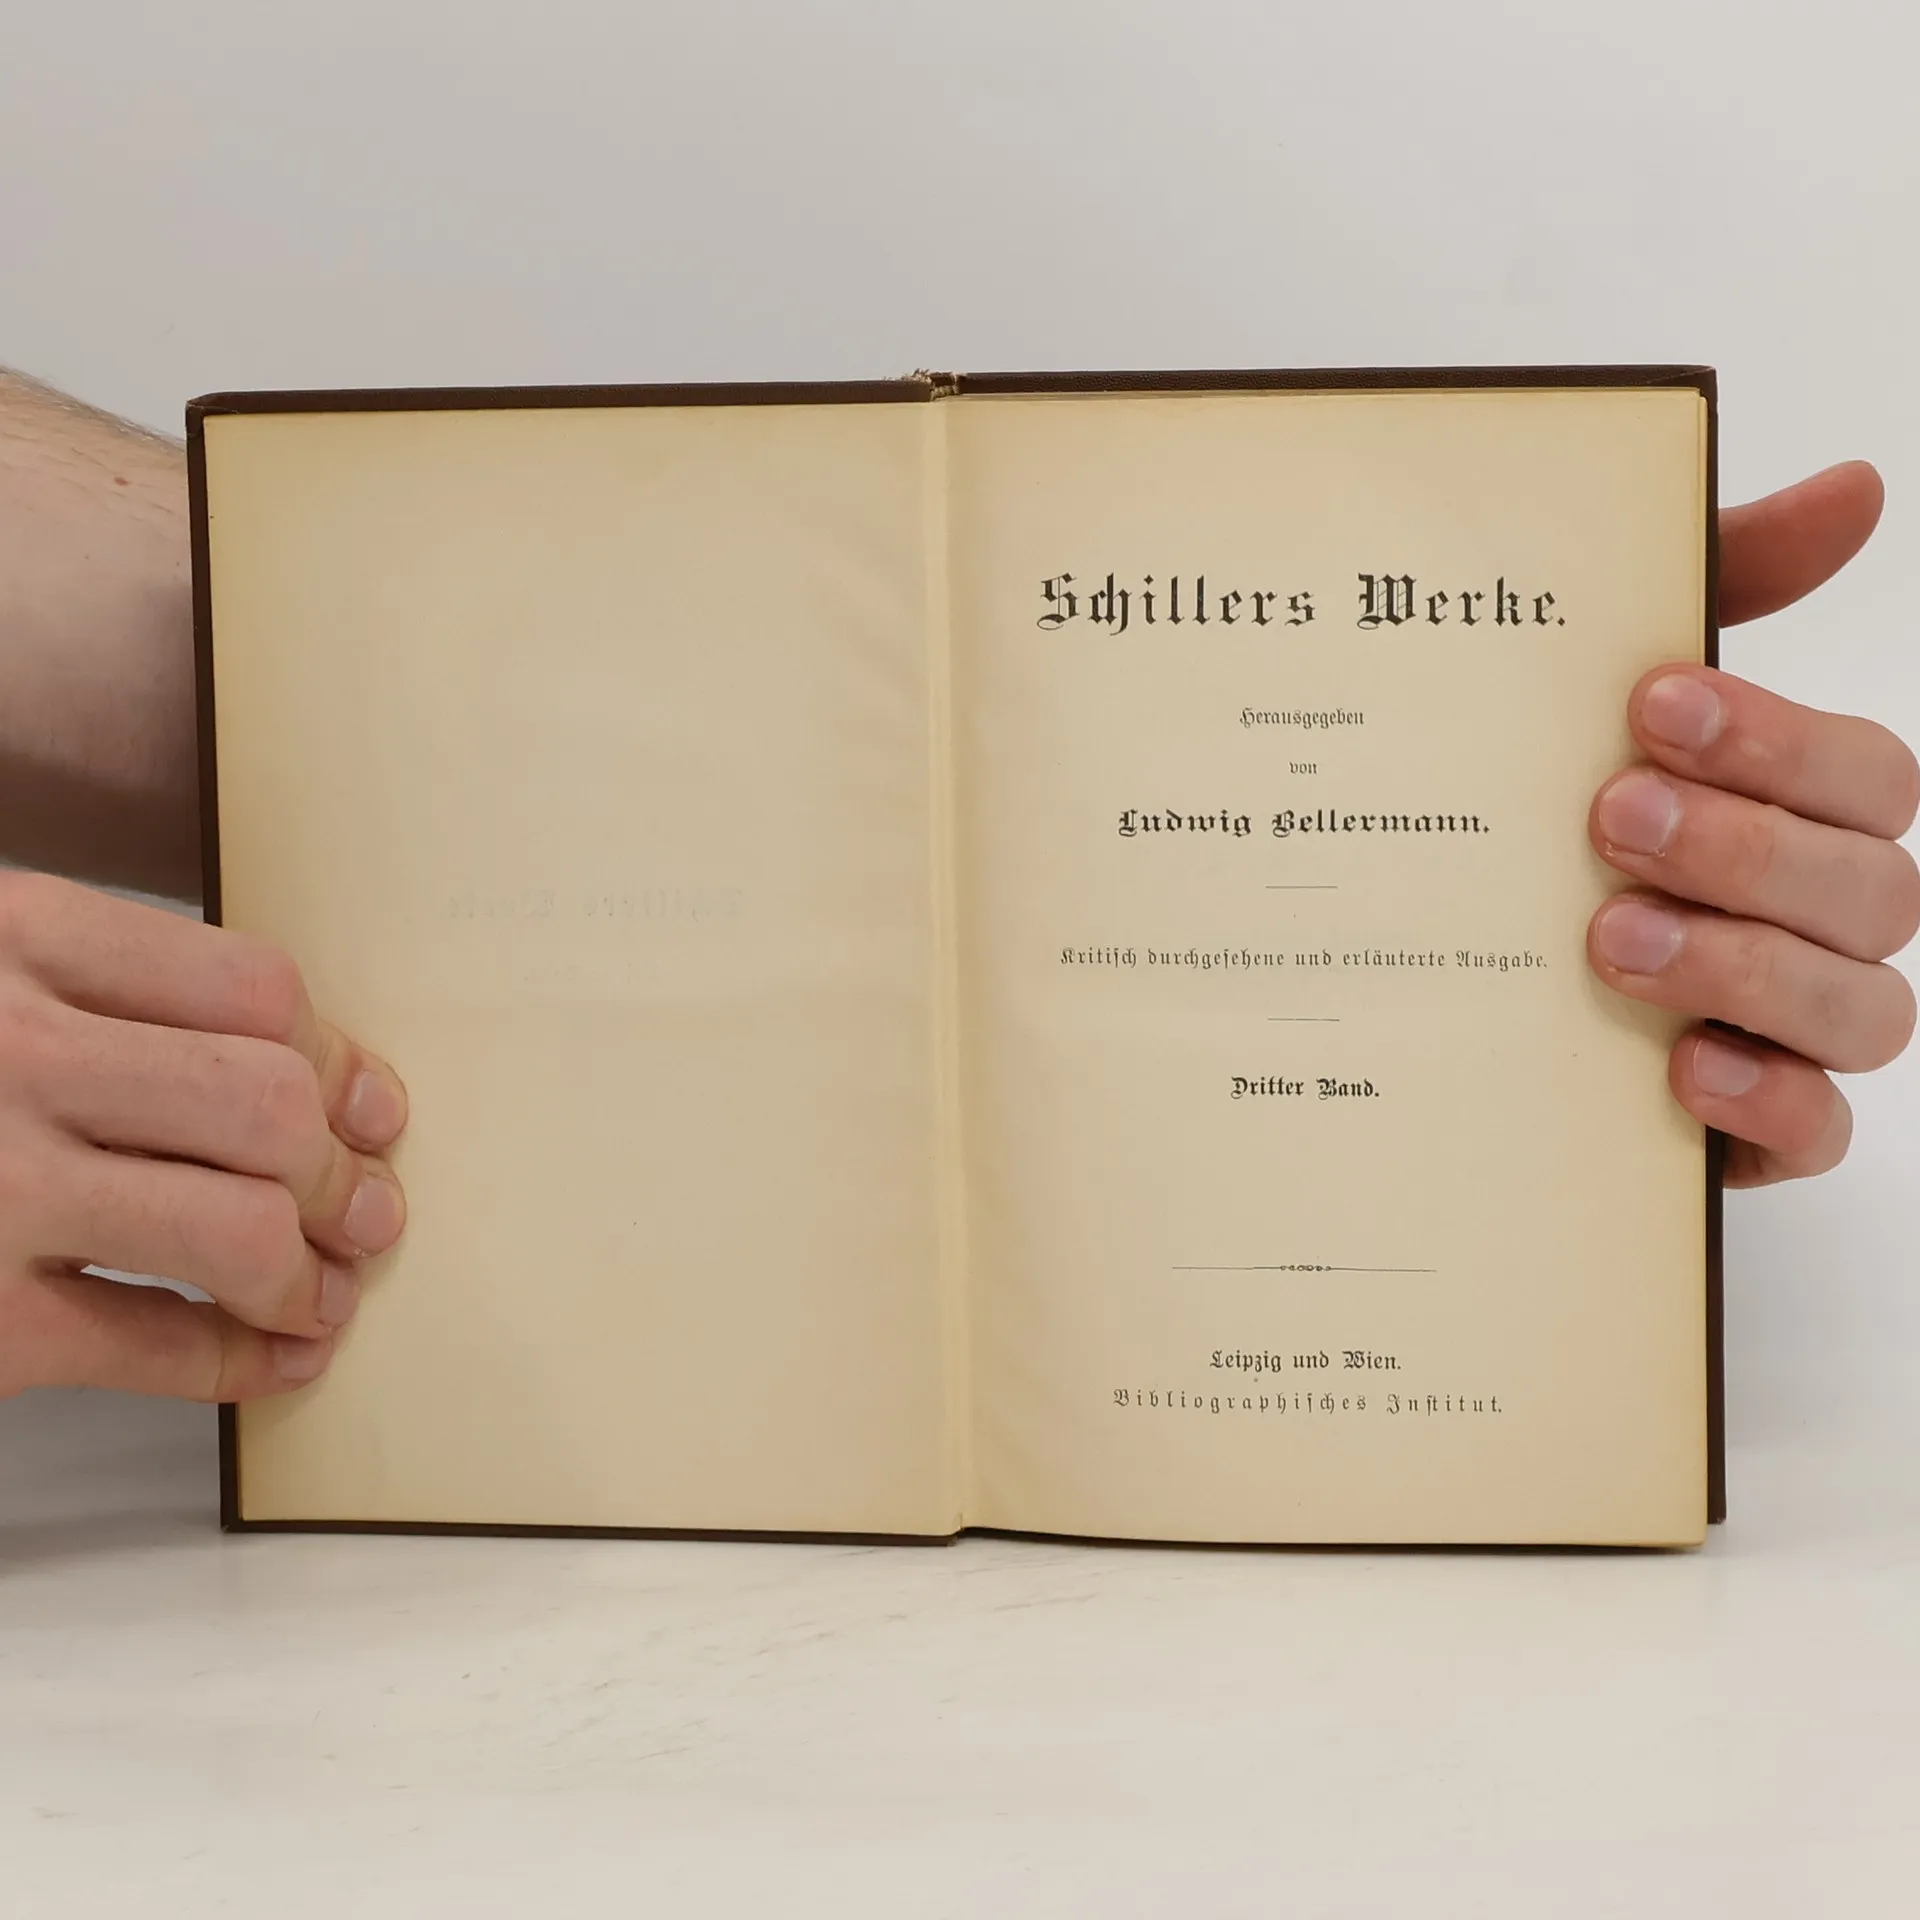 Schillers Werke.
Herausgegeben
von
Ludwig Bellermann.
Kritiſch durchgeſehene und erläuterte Ausgabe.
Dritter Band.
Leipzig und Wien.
Bibliographiſches Inſtitut.